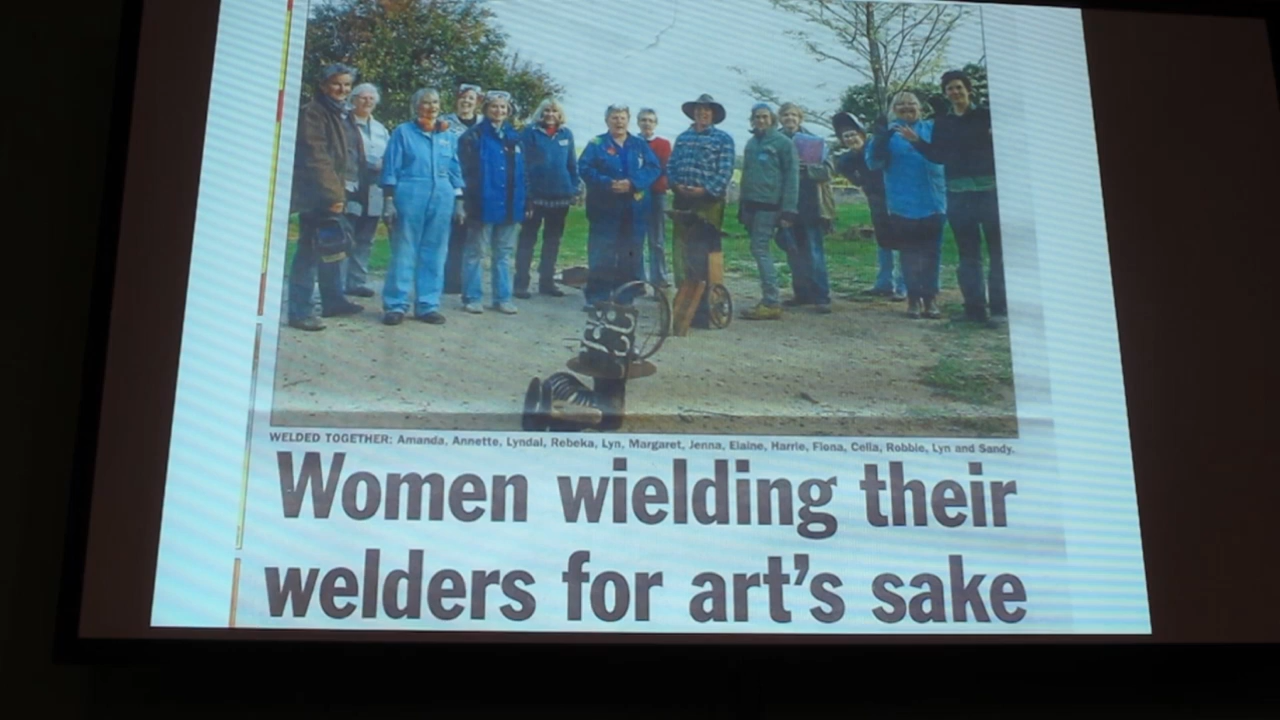 WELDED TOGETHER: Amanda, Annette, Lyndal, Rebeka, Lyn, Margaret, Jenna, Elaine, Harrie, Fiona, Celia, Robbie, Lyn and Sandy.
Women wielding their
welders for art's sake